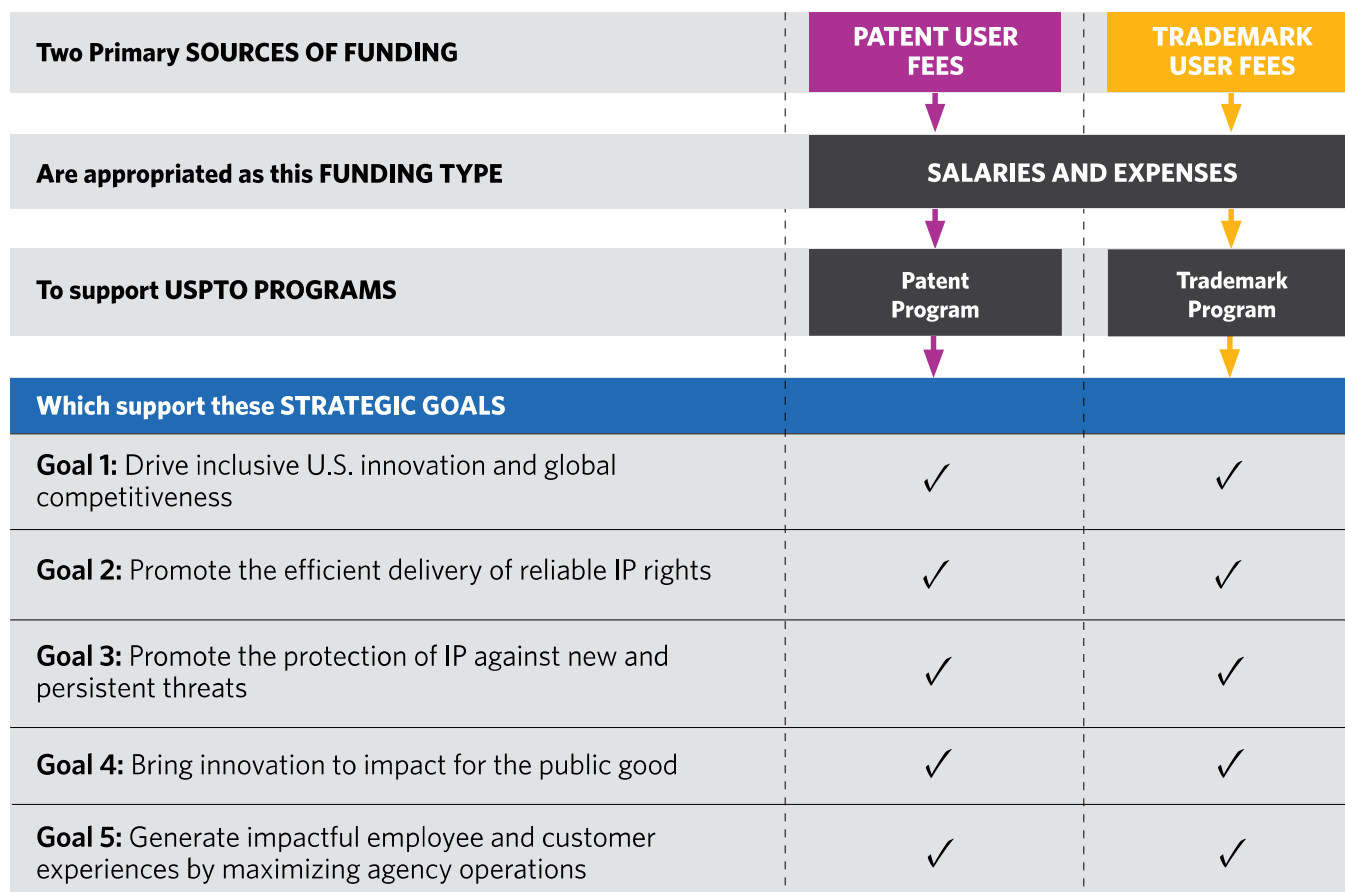 Two Primary SOURCES OF FUNDING
PATENT USER
FEES
TRADEMARK
USER FEES
Are appropriated as this FUNDING TYPE
SALARIES AND EXPENSES
To support USPTO PROGRAMS
Patent
Program
Trademark
Program
Which support these STRATEGIC GOALS
Goal 1: Drive inclusive U.S. innovation and global
competitiveness
✓
✓
Goal 2: Promote the efficient delivery of reliable IP rights
✓
✓
Goal 3: Promote the protection of IP against new and
persistent threats
✓
✓
Goal 4: Bring innovation to impact for the public good
✓
✓
Goal 5: Generate impactful employee and customer
experiences by maximizing agency operations
✓
✓